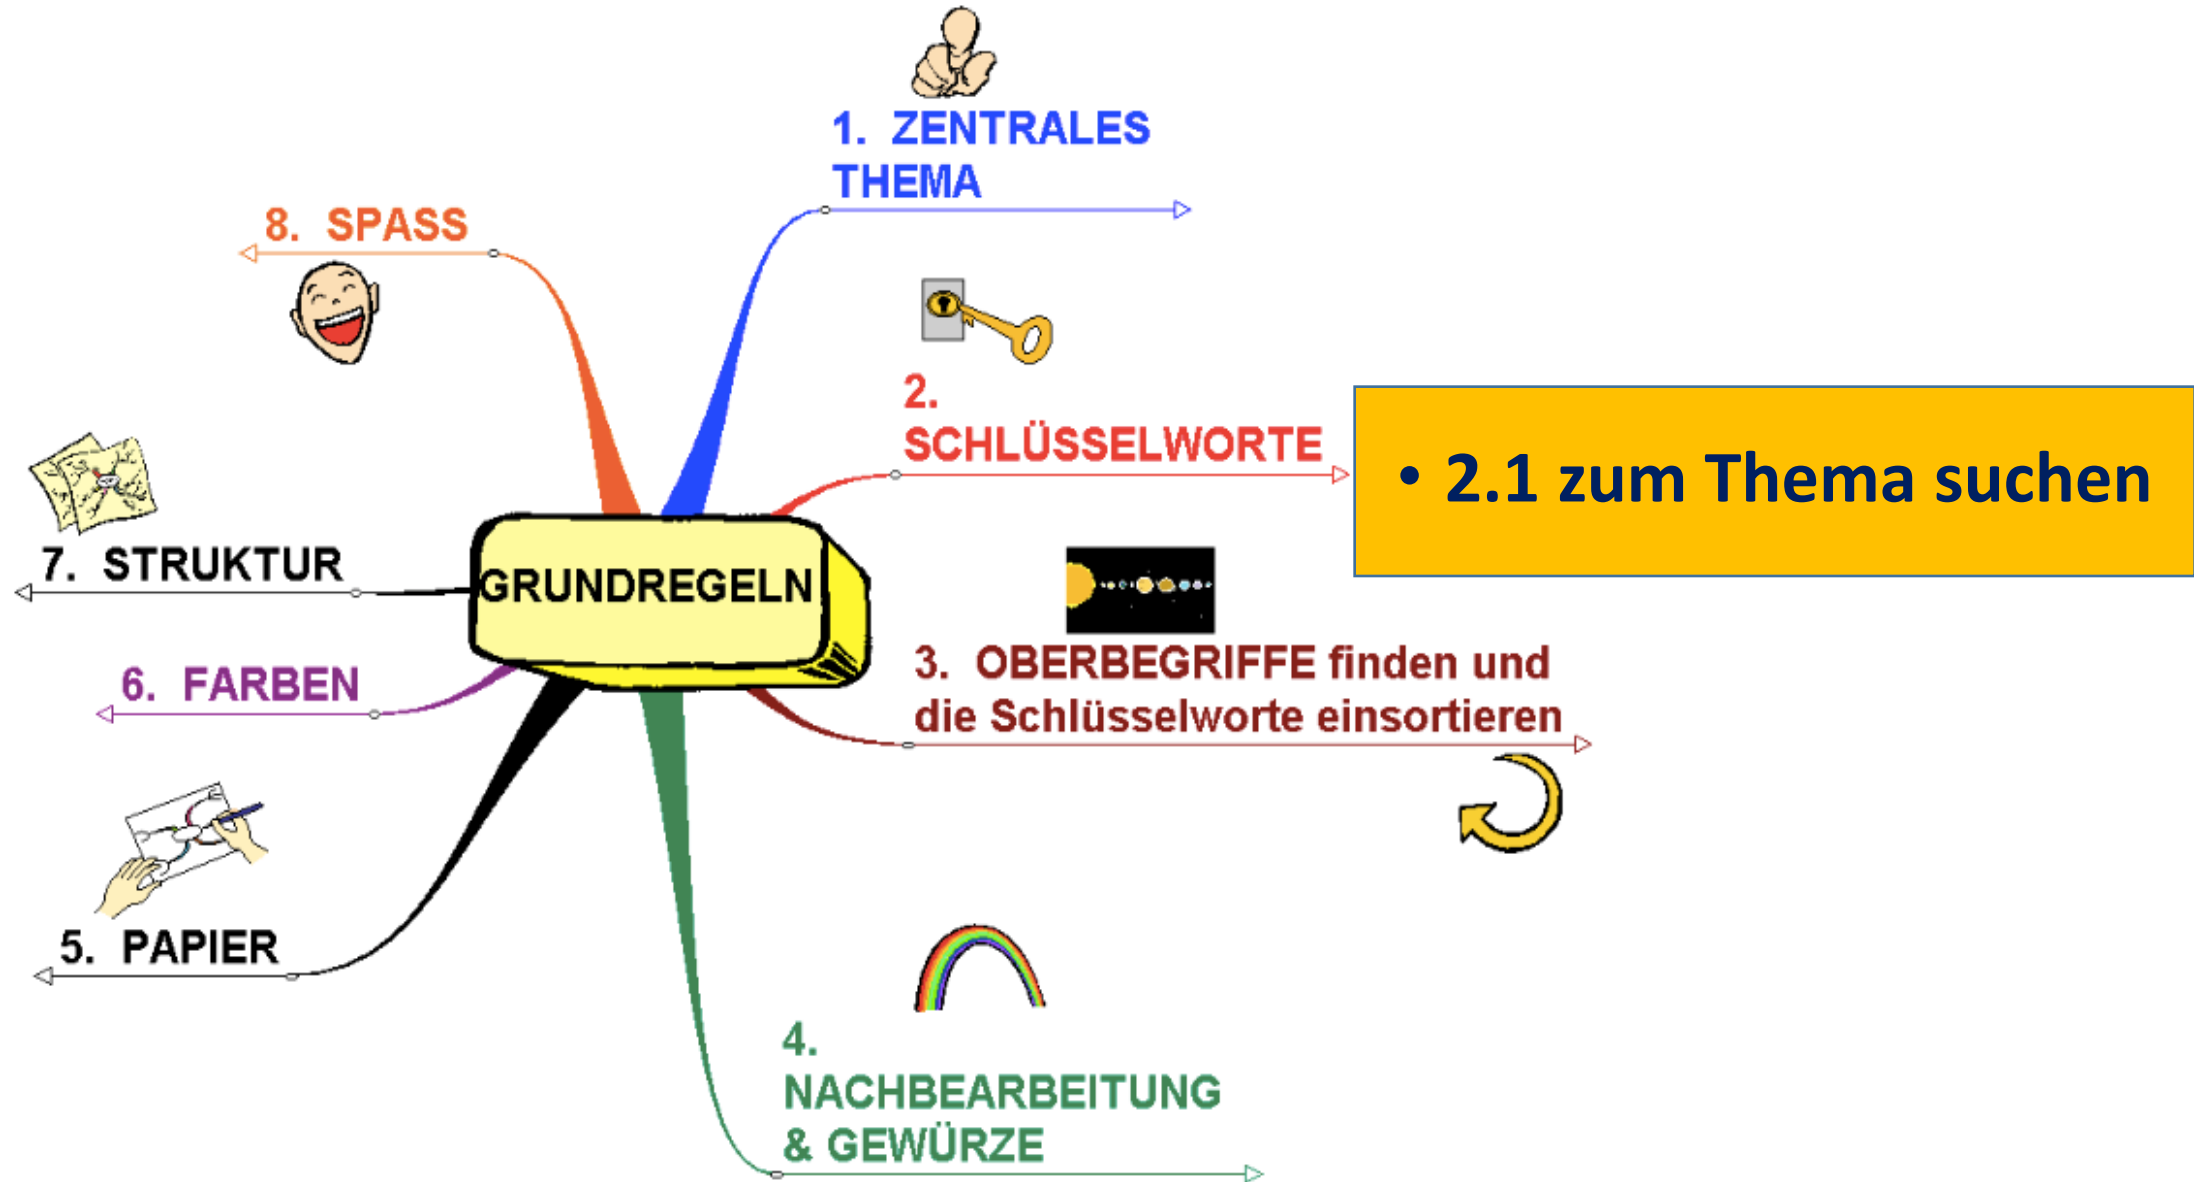 GRUNDREGELN
1. ZENTRALES
THEMA
2.
SCHLÜSSELWORTE
• 2.1 zum Thema suchen
3. OBERBEGRIFFE finden und
die Schlüsselworte einsortieren
4.
NACHBEARBEITUNG
& GEWÜRZE
5. PAPIER
6. FARBEN
7. STRUKTUR
8. SPASS